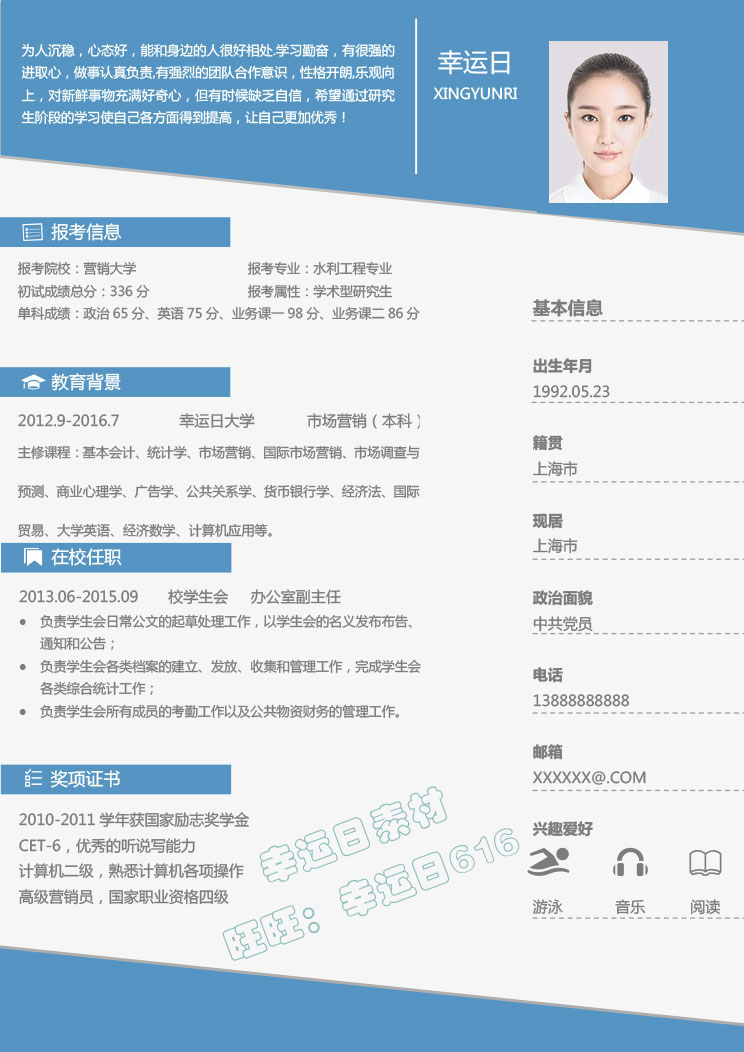 为人沉稳，心态好，能和身边的人很好相处.学习勤奋，有很强的
进取心，做事认真负责,有强烈的团队合作意识，性格开朗,乐观向
上，对新鲜事物充满好奇心，但有时候缺乏自信，希望通过研究
生阶段的学习使自己各方面得到提高，让自己更加优秀！
幸运日
XINGYUNRI
报考信息
报考院校：营销大学 报考专业：水利工程专业
初试成绩总分：336 分 报考属性：学术型研究生
单科成绩：政治 65 分、英语 75 分、业务课一 98 分、业务课二 86 分
教育背景
2012.9-2016.7 幸运日大学 市场营销（本科）
主修课程：基本会计、统计学、市场营销、国际市场营销、市场调查与
预测、商业心理学、广告学、公共关系学、货币银行学、经济法、国际
贸易、大学英语、经济数学、计算机应用等。
在校任职
2013.06-2015.09 校学生会 办公室副主任
● 负责学生会日常公文的起草处理工作，以学生会的名义发布布告、
通知和公告；
● 负责学生会各类档案的建立、发放、收集和管理工作，完成学生会
各类综合统计工作；
● 负责学生会所有成员的考勤工作以及公共物资财务的管理工作。
奖项证书
2010-2011 学年获国家励志奖学金
CET-6，优秀的听说写能力
计算机二级，熟悉计算机各项操作
高级营销员，国家职业资格四级
幸运日素材
旺旺：幸运日616
基本信息
出生年月
1992.05.23
籍贯
上海市
现居
上海市
政治面貌
中共党员
电话
13888888888
邮箱
XXXXXX@.COM
兴趣爱好
游泳 音乐 阅读